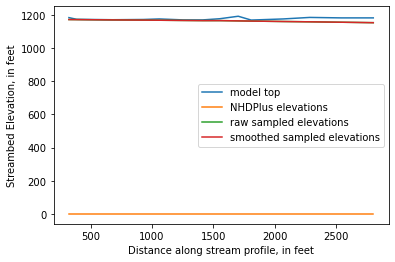 1200
1000
800
600
400
200
0
Streambed Elevation, in feet
model top
NHDPlus elevations
raw sampled elevations
smoothed sampled elevations
500
1000
1500
2000
2500
Distance along stream profile, in feet